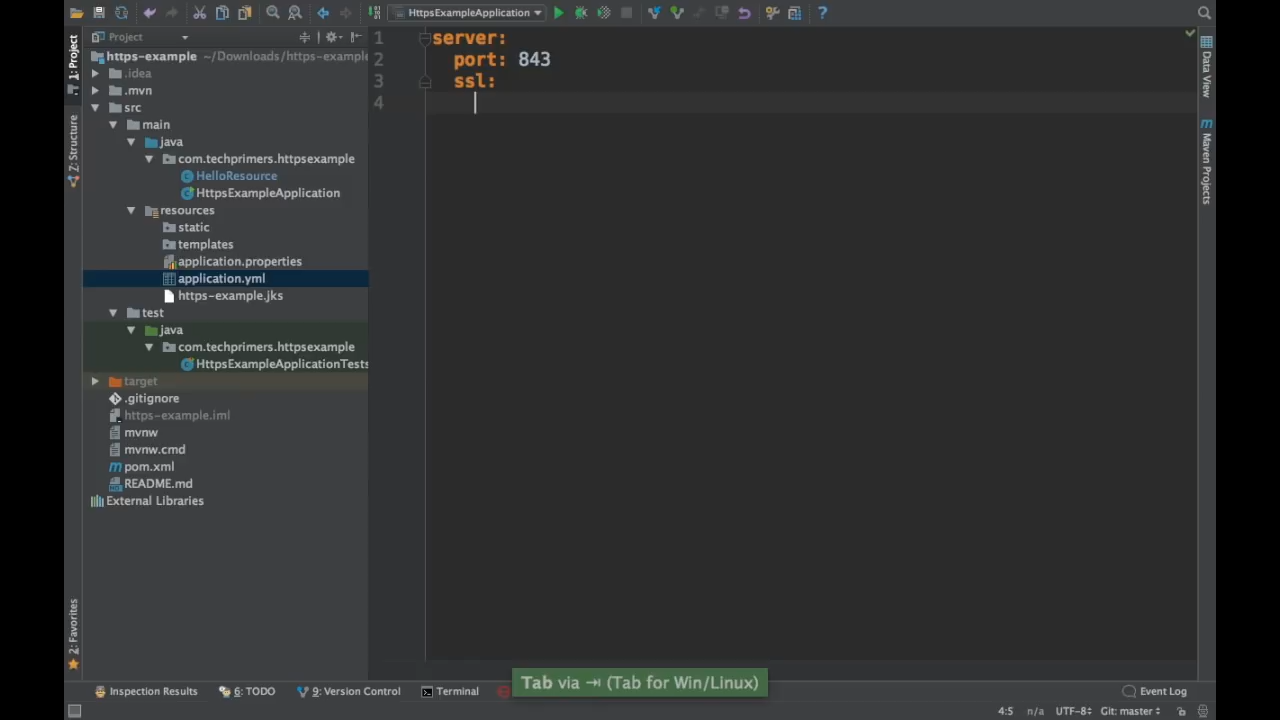 HttpsExampleApplication
Project
https-example ~/Downloads/https-exampl
.idea
.mvn
src
main
java
com.techprimers.httpsexample
HelloResource
HttpsExampleApplication
resources
static
templates
application.properties
application.yml
https-example.jks
test
java
com.techprimers.httpsexample
HttpsExampleApplicationTests
target
.gitignore
https-example.iml
mvnw
mvnw.cmd
pom.xml
README.md
External Libraries
1: Project
7: Structure
2: Favorites
1 server:
2 port: 843
3 ssl:
4
Data View
Maven Projects
Tab via ⇥ (Tab for Win/Linux)
Inspection Results
6: TODO
9: Version Control
Terminal
Event Log
4:5 n/a UTF-8 Git: master